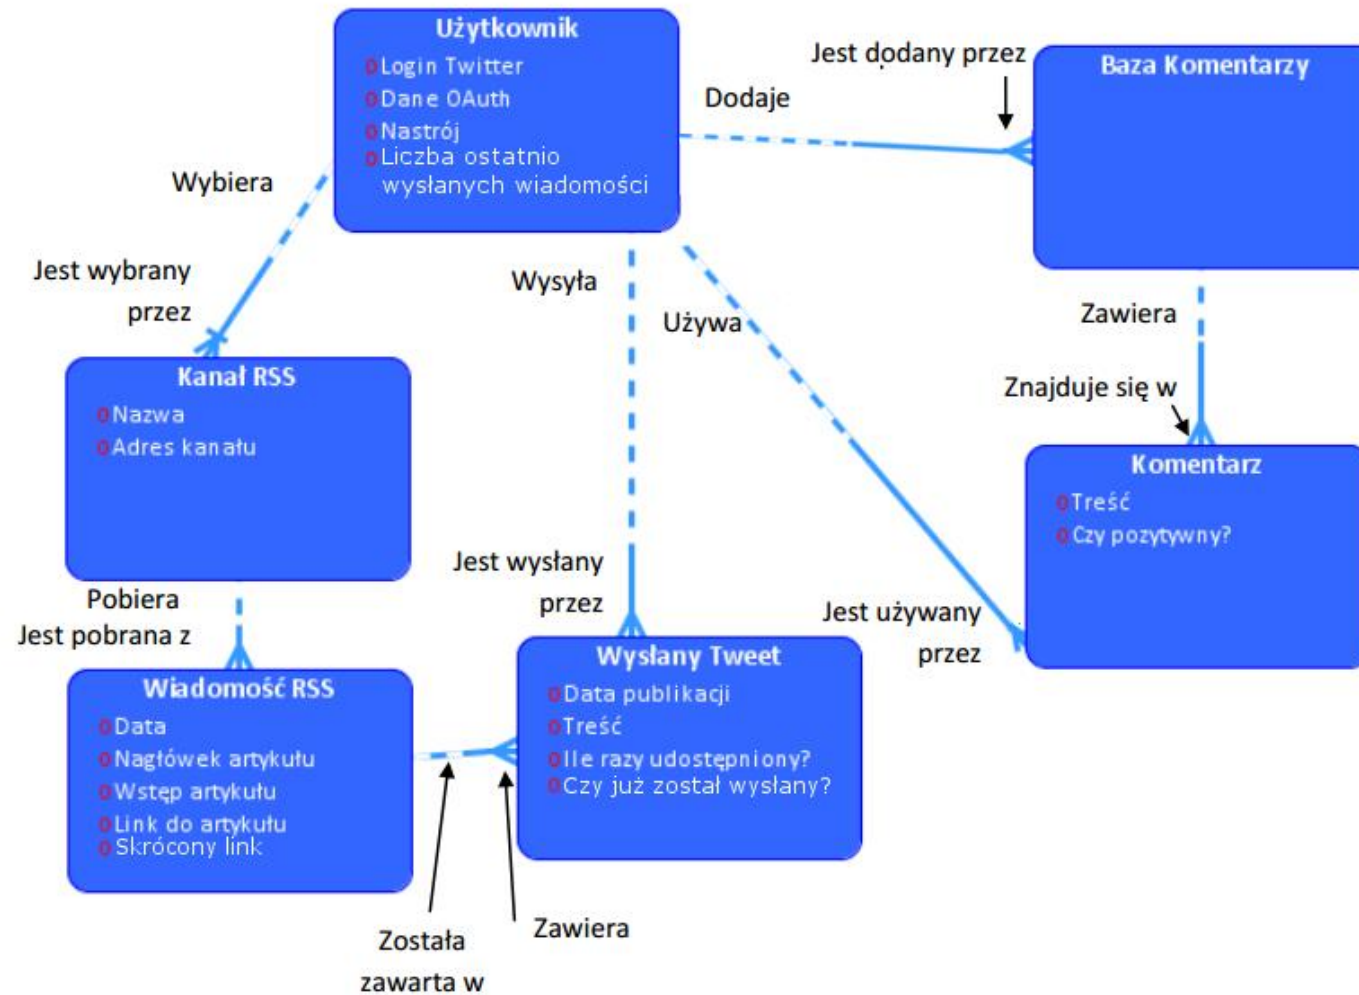 Użytkownik
Login Twitter
Dane OAuth
Nastrój
Liczba ostatnio
wysłanych wiadomości
Dodaje
Jest dodany przez
Baza Komentarzy
Wybiera
Jest wybrany
przez
Wysyła
Używa
Zawiera
Znajduje się w
Kanał RSS
Nazwa
Adres kanału
Komentarz
Treść
Czy pozytywny?
Pobiera
Jest pobrana z
Jest wysłany
przez
Jest używany
przez
Wiadomość RSS
Data
Nagłówek artykułu
Wstęp artykułu
Link do artykułu
Skrócony link
Wysłany Tweet
Data publikacji
Treść
Ile razy udostępniony?
Czy już został wysłany?
Została
zawarta w
Zawiera